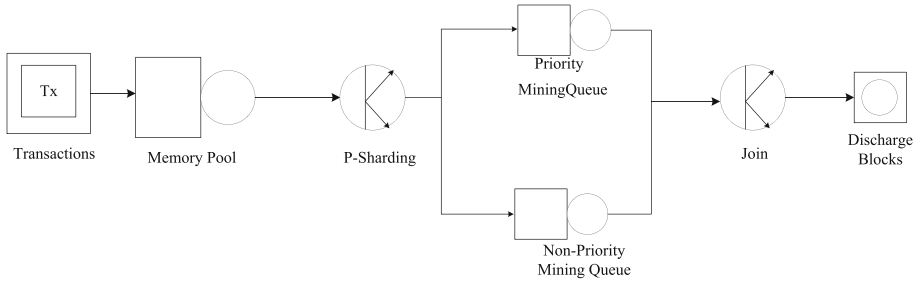 Tx
Transactions
Memory Pool
P-Sharding
Priority
MiningQueue
Non-Priority
Mining Queue
Join
Discharge
Blocks